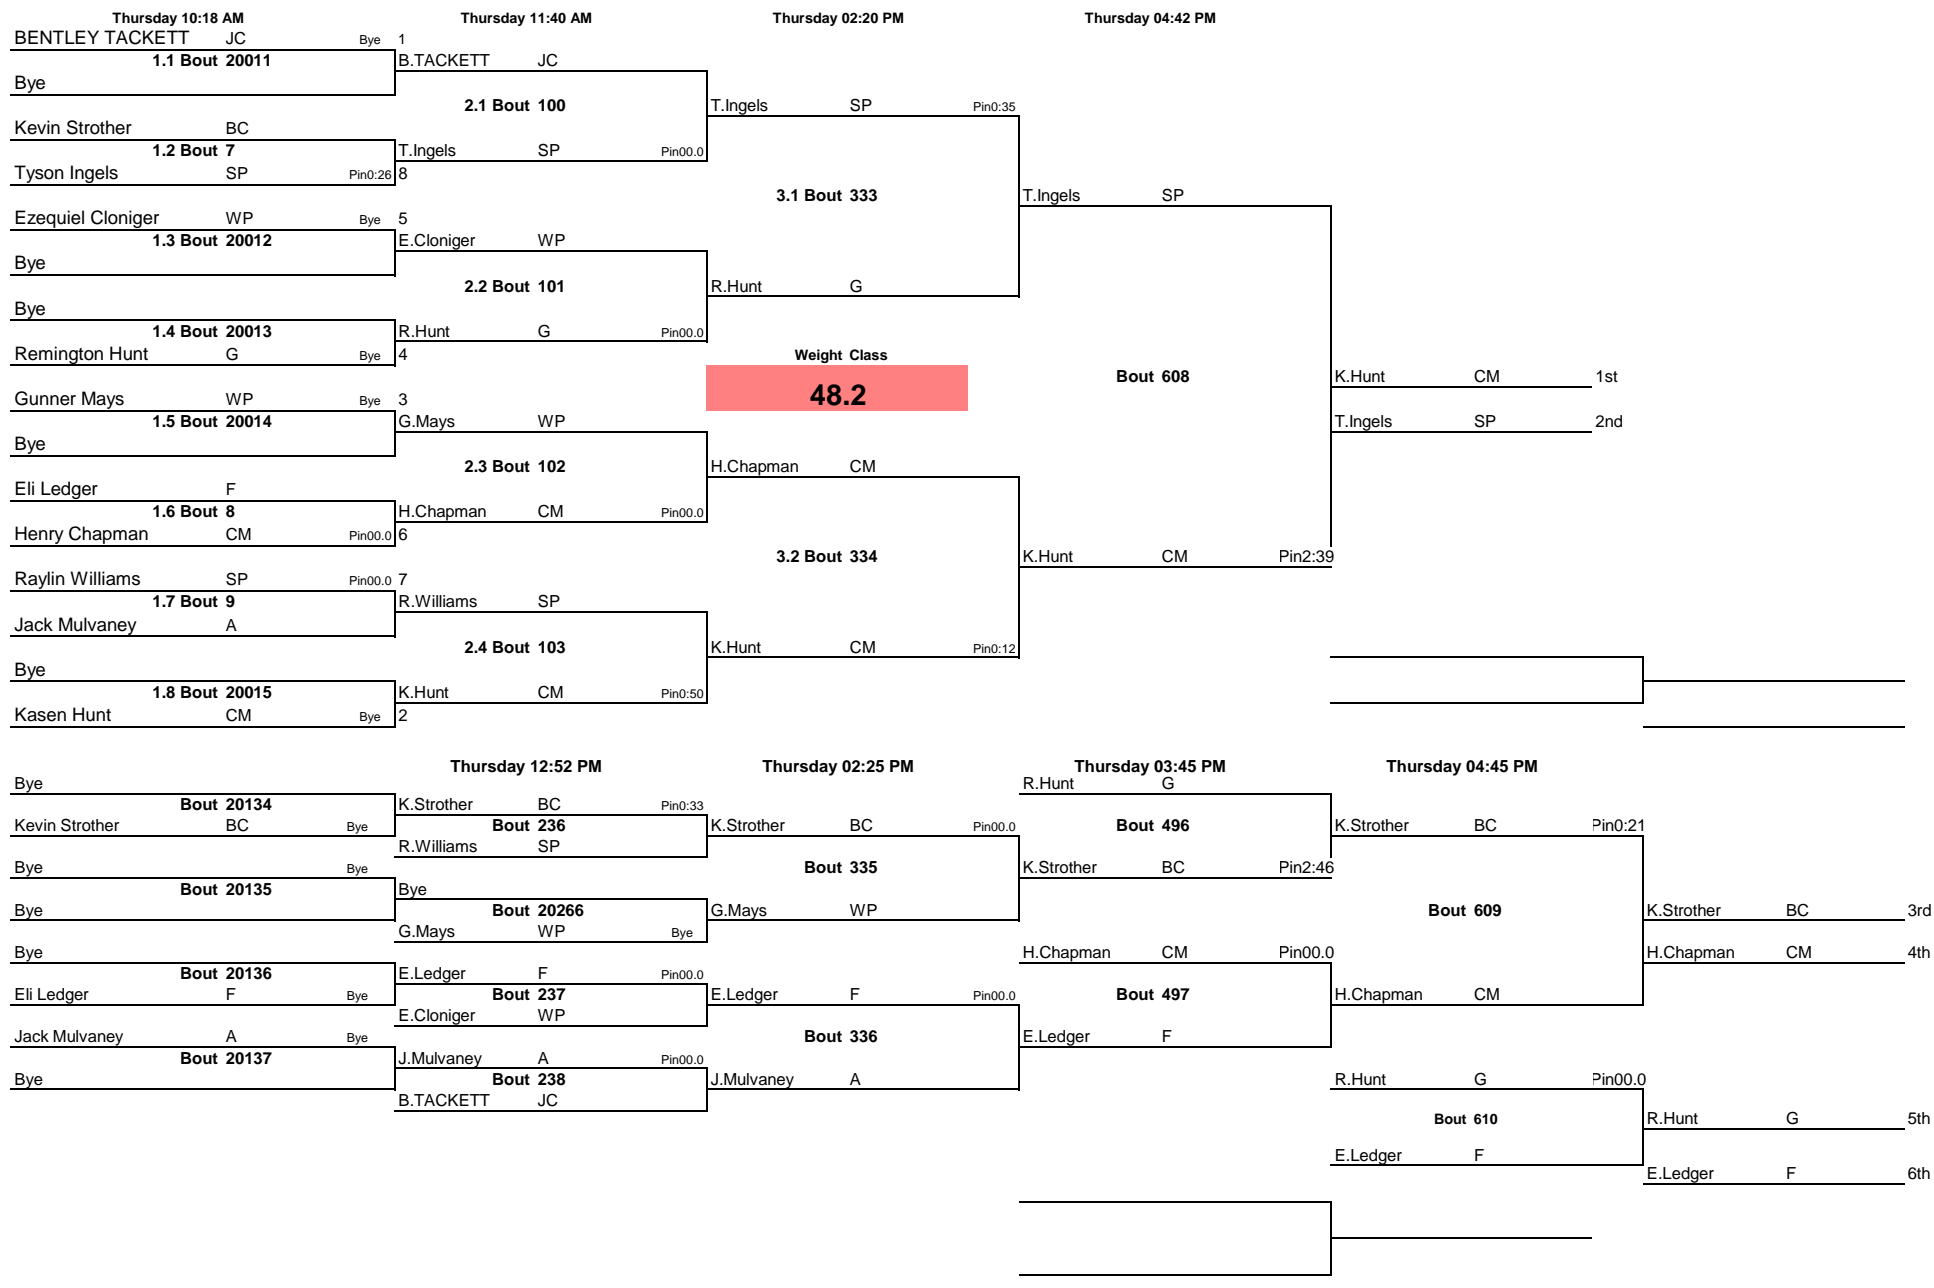 Thursday 10:18 AM Thursday 11:40 AM Thursday 02:20 PM Thursday 04:42 PM
BENTLEY TACKETT JC Bye 1
1.1 Bout 20011 B.TACKETT JC
Bye
2.1 Bout 100 T.Ingels SP Pin0:35
Kevin Strother BC
1.2 Bout 7 T.Ingels SP Pin00.0
Tyson Ingels SP Pin0:26 8
3.1 Bout 333 T.Ingels SP
Ezequiel Cloniger WP Bye 5
1.3 Bout 20012 E.Cloniger WP
Bye
2.2 Bout 101 R.Hunt G
Bye
1.4 Bout 20013 R.Hunt G Pin00.0
Remington Hunt G Bye 4 Weight Class
Bout 608 K.Hunt CM 1st
48.2
Gunner Mays WP Bye 3
1.5 Bout 20014 G.Mays WP T.Ingels SP 2nd
Bye
2.3 Bout 102 H.Chapman CM
Eli Ledger F
1.6 Bout 8 H.Chapman CM Pin00.0
Henry Chapman CM Pin00.0 6
3.2 Bout 334 K.Hunt CM Pin2:39
Raylin Williams SP Pin00.0 7
1.7 Bout 9 R.Williams SP
Jack Mulvaney A
2.4 Bout 103 K.Hunt CM Pin0:12
Bye
1.8 Bout 20015 K.Hunt CM Pin0:50
Kasen Hunt CM Bye 2
Thursday 12:52 PM Thursday 02:25 PM Thursday 03:45 PM Thursday 04:45 PM
Bye R.Hunt G
Bout 20134 K.Strother BC Pin0:33
Kevin Strother BC Bye Bout 236 K.Strother BC Pin00.0 Bout 496 K.Strother BC Pin0:21
R.Williams SP
Bye Bye Bout 335 K.Strother BC Pin2:46
Bout 20135 Bye
Bye Bout 20266 G.Mays WP Bout 609 K.Strother BC 3rd
G.Mays WP Bye
Bye H.Chapman CM Pin00.0 H.Chapman CM 4th
Bout 20136 E.Ledger F Pin00.0
Eli Ledger F Bye Bout 237 E.Ledger F Pin00.0 Bout 497 H.Chapman CM
E.Cloniger WP
Jack Mulvaney A Bye Bout 336 E.Ledger F
Bout 20137 J.Mulvaney A Pin00.0
Bye Bout 238 J.Mulvaney A R.Hunt G Pin00.0
B.TACKETT JC
Bout 610 R.Hunt G 5th
E.Ledger F
E.Ledger F 6th